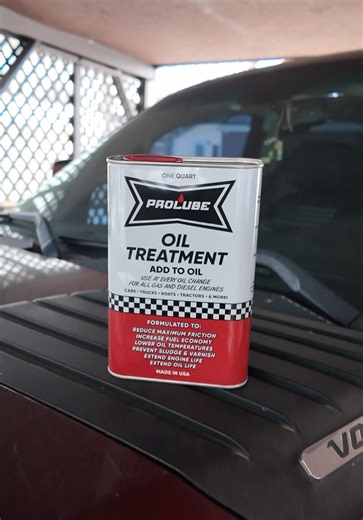 ONE QUART
PROLUBE
OIL
TREATMENT
ADD TO OIL
USE AT EVERY OIL CHANGE
FOR ALL GAS AND DIESEL ENGINES
CARS • TRUCKS • BOATS • TRACTORS • & MORE!
FORMULATED TO:
REDUCE MAXIMUM FRICTION
INCREASE FUEL ECONOMY
LOWER OIL TEMPERATURES
PREVENT SLUDGE & VARNISH
EXTEND ENGINE LIFE
EXTEND OIL LIFE
MADE IN USA
VO